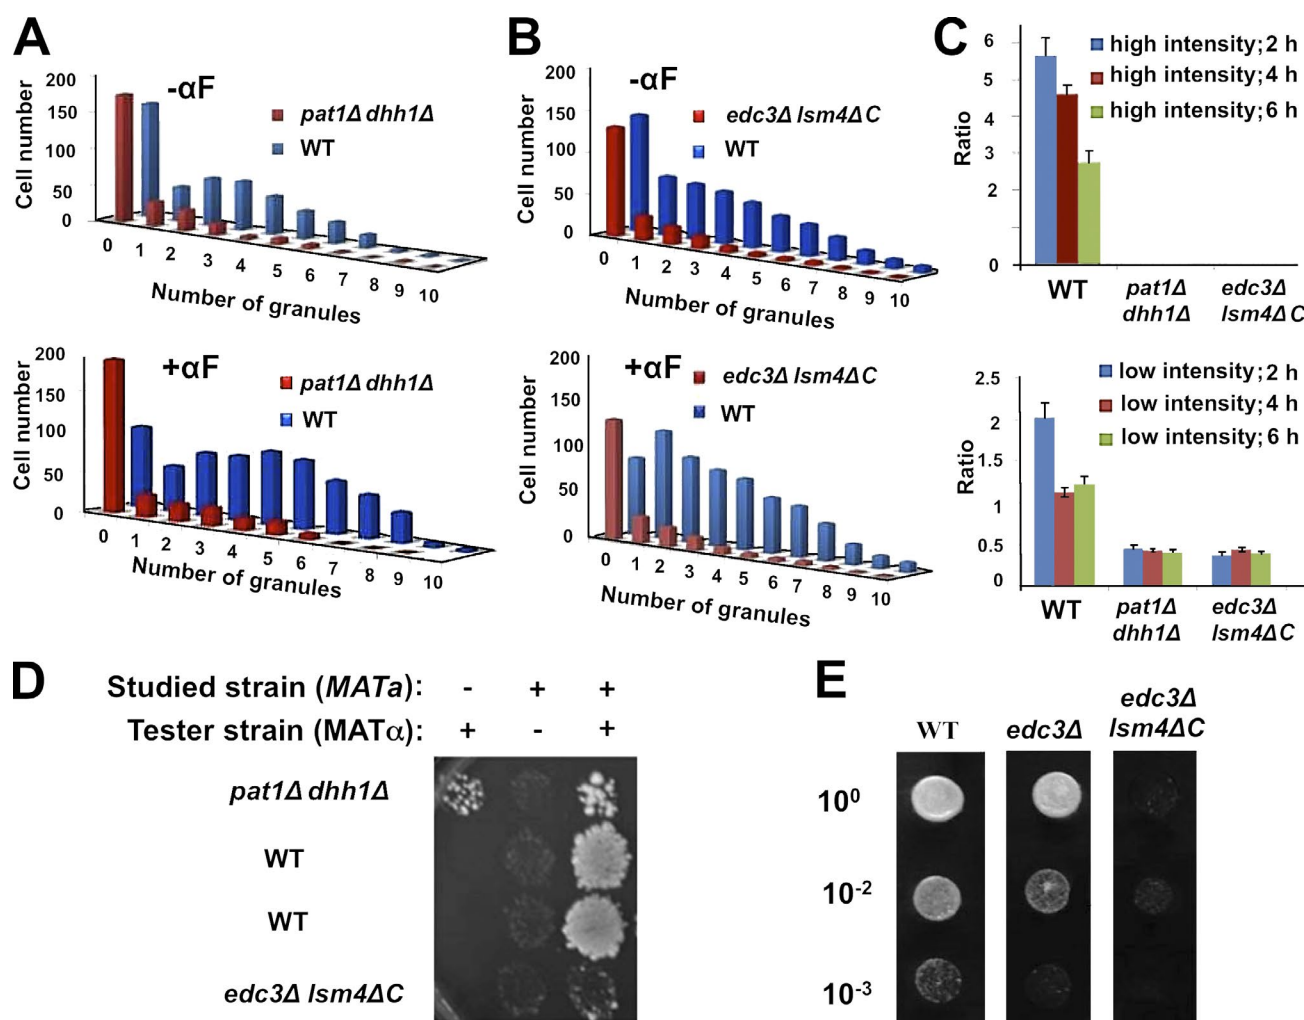 A
-αF
Cell number
200
150
100
50
0
pat1Δ dhh1Δ
WT
0 1 2 3 4 5 6 7 8 9 10
Number of granules
+αF
Cell number
200
150
100
50
0
pat1Δ dhh1Δ
WT
0 1 2 3 4 5 6 7 8 9 10
Number of granules
B
-αF
Cell number
200
150
100
50
0
edc3Δ lsm4ΔC
WT
0 1 2 3 4 5 6 7 8 9 10
Number of granules
+αF
Cell number
200
150
100
50
0
edc3Δ lsm4ΔC
WT
0 1 2 3 4 5 6 7 8 9 10
Number of granules
C
Ratio
6
5
4
3
2
0
high intensity; 2 h
high intensity; 4 h
high intensity; 6 h
WT pat1Δ edc3Δ
dhh1Δ lsm4ΔC
Ratio
2.5
2
1.5
1
0.5
0
low intensity; 2 h
low intensity; 4 h
low intensity; 6 h
WT pat1Δ edc3Δ
dhh1Δ lsm4ΔC
D
Studied strain (MATa): - + +
Tester strain (MATα): + - +
pat1Δ dhh1Δ
WT
WT
edc3Δ lsm4ΔC
E
WT edc3Δ edc3Δ
lsm4ΔC
10⁰
10⁻²
10⁻³